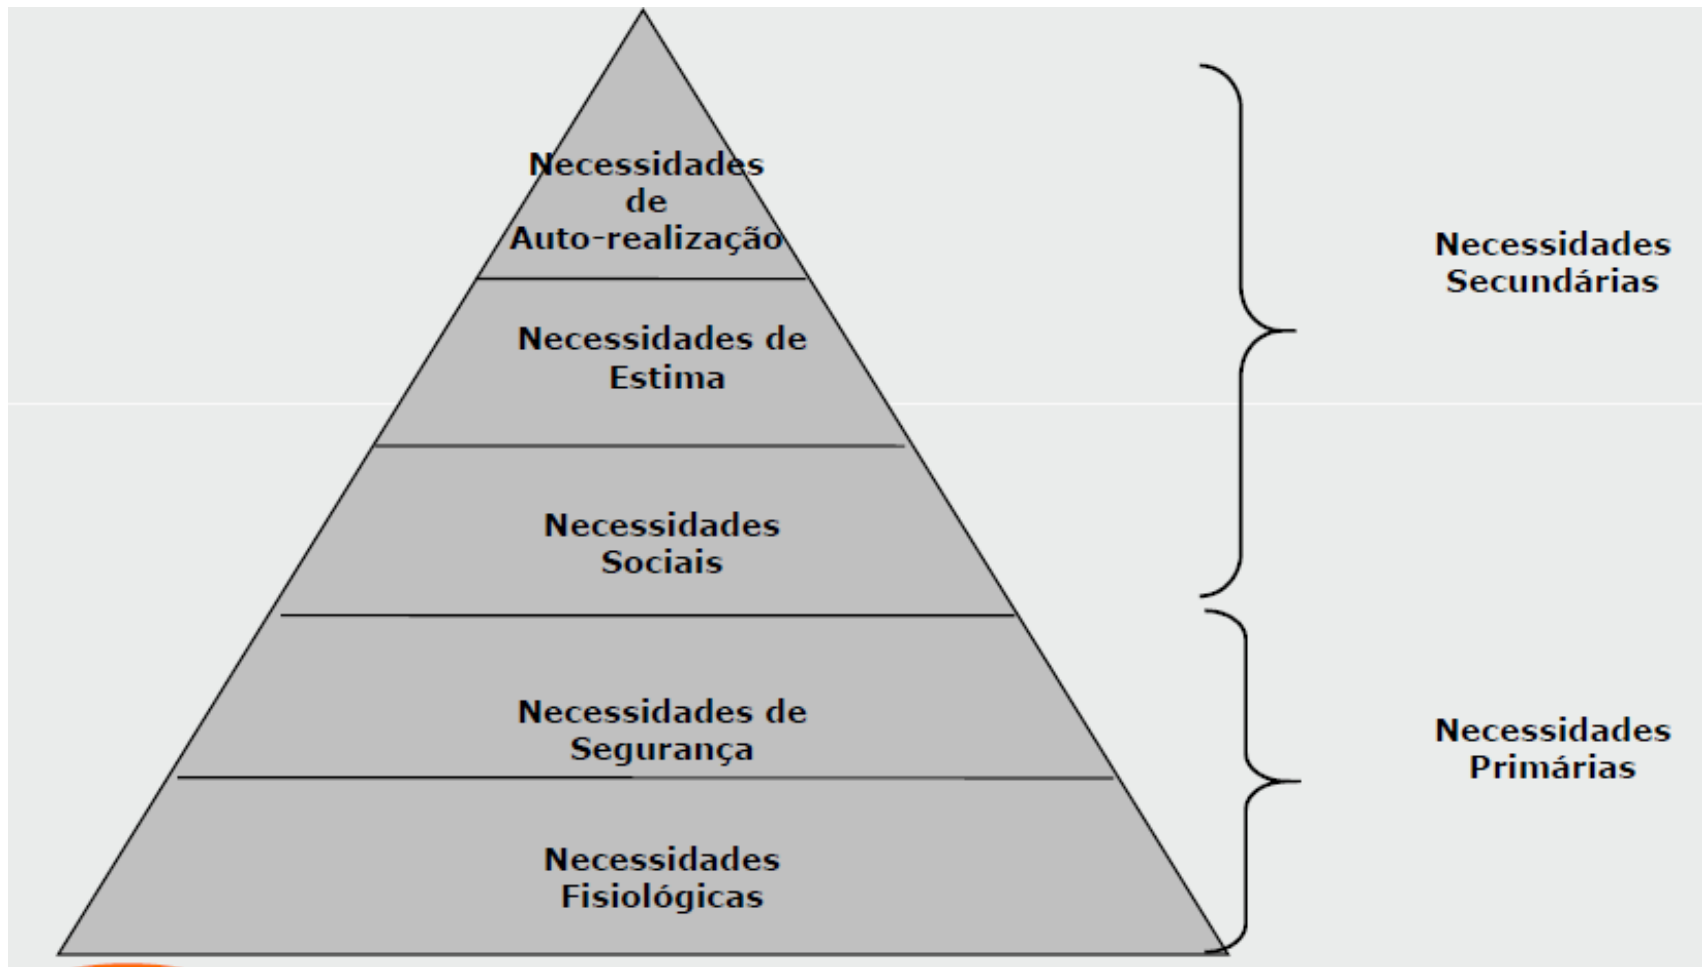 Necessidades
de
Auto-realização
Necessidades de
Estima
Necessidades
Sociais
Necessidades de
Segurança
Necessidades
Fisiológicas
Necessidades
Secundárias
Necessidades
Primárias